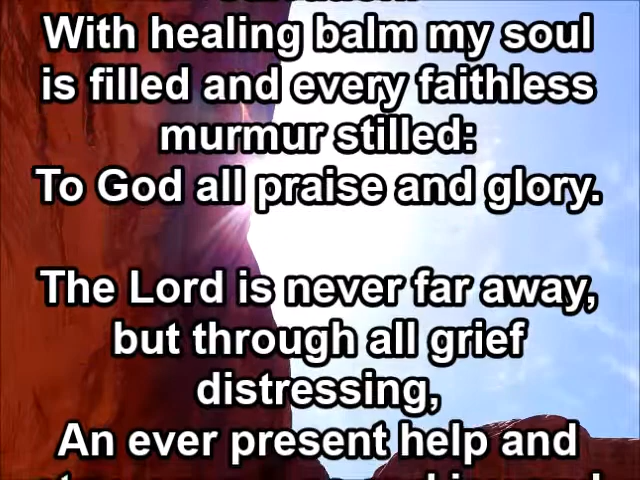 With healing balm my soul
is filled and every faithless
murmur stilled:
To God all praise and glory.
The Lord is never far away,
but through all grief
distressing,
An ever present help and